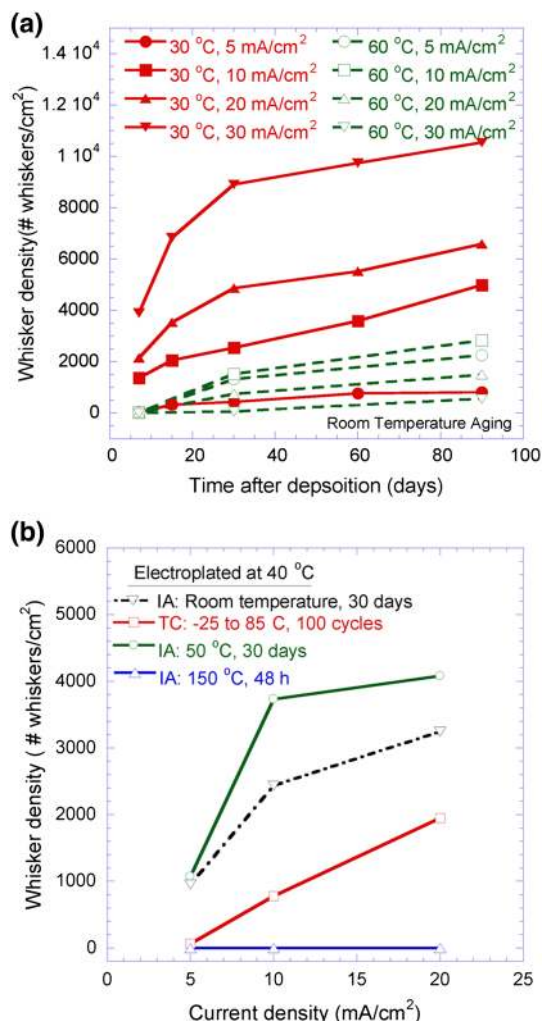 (a)
1.4 10⁴
1.2 10⁴
1 10⁴
8000
6000
4000
2000
0
Whisker density(# whiskers/cm²)
30 °C, 5 mA/cm²
30 °C, 10 mA/cm²
30 °C, 20 mA/cm²
30 °C, 30 mA/cm²
60 °C, 5 mA/cm²
60 °C, 10 mA/cm²
60 °C, 20 mA/cm²
60 °C, 30 mA/cm²
Room Temperature Aging
0 20 40 60 80 100
Time after depsoition (days)
(b)
6000
5000
4000
3000
2000
1000
0
Whisker density ( # whiskers/cm²)
Electroplated at 40 °C
IA: Room temperature, 30 days
TC: -25 to 85 C, 100 cycles
IA: 50 °C, 30 days
IA: 150 °C, 48 h
0 5 10 15 20 25
Current density (mA/cm²)